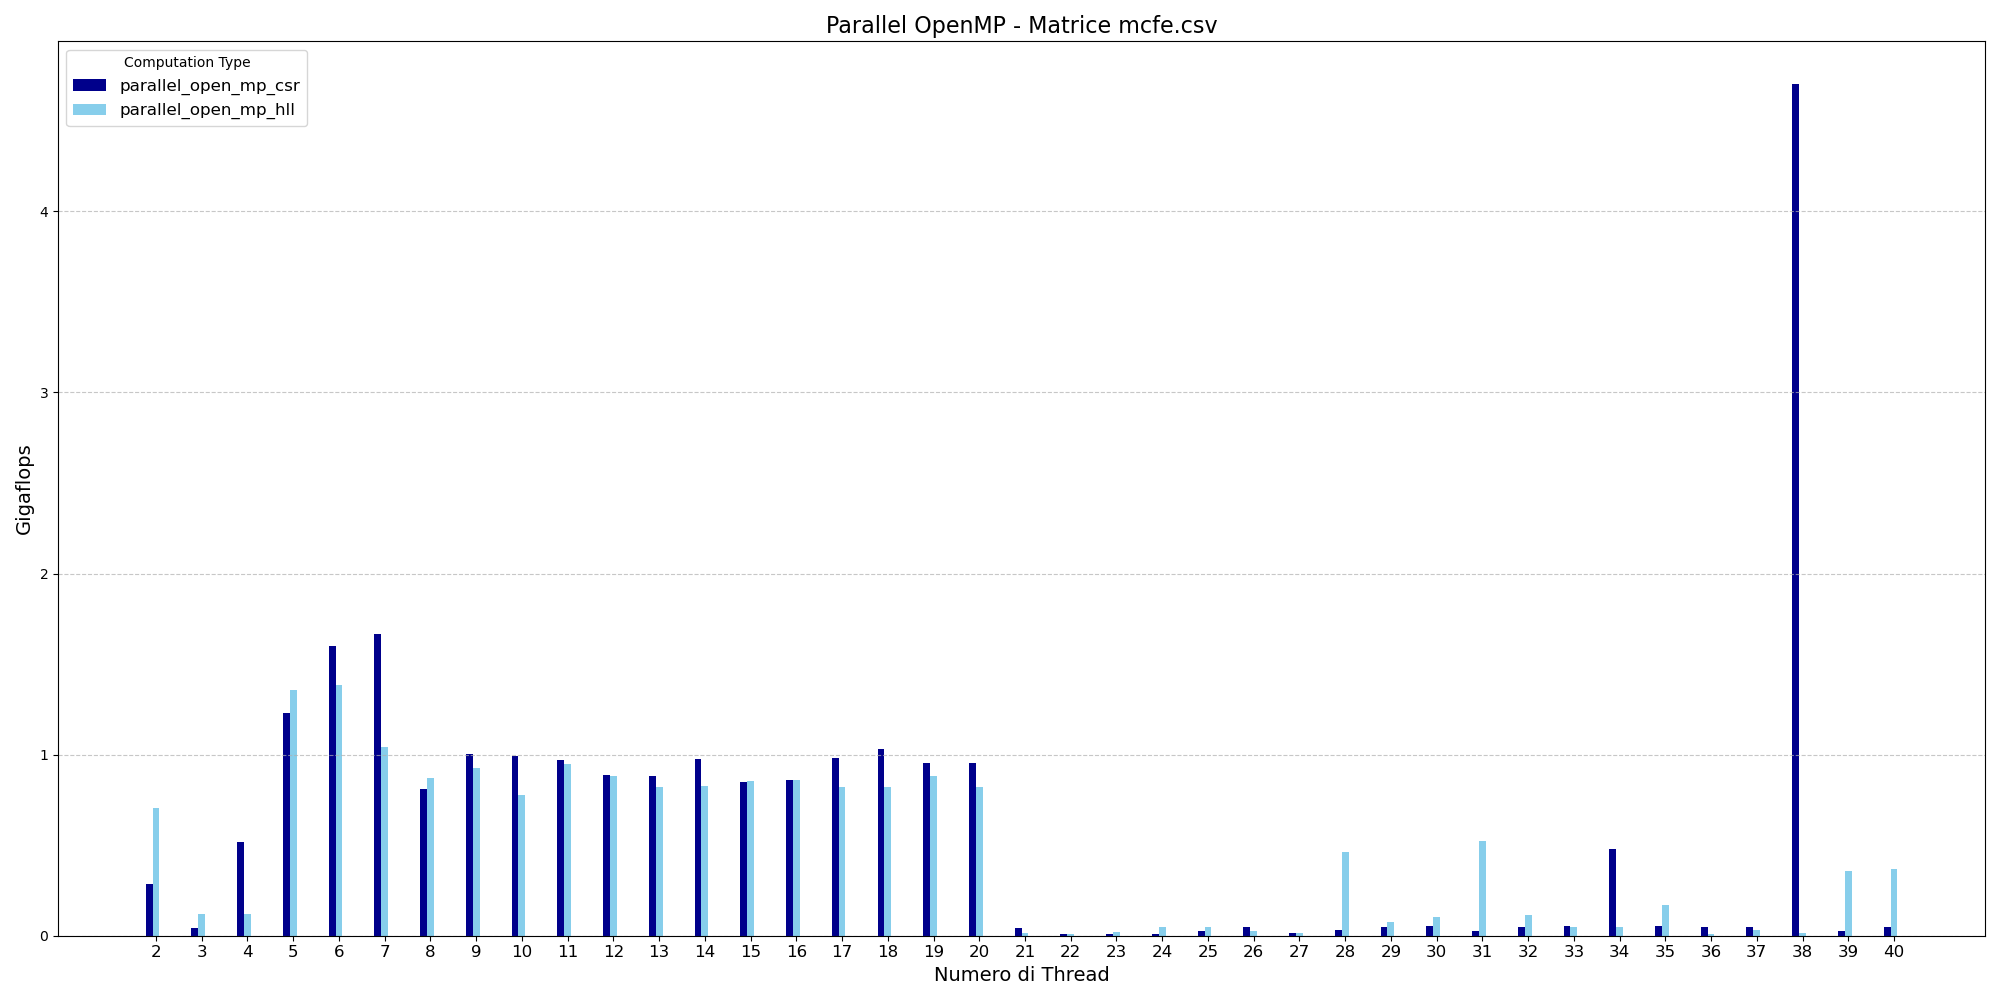 Parallel OpenMP - Matrice mcfe.csv
Computation Type
parallel_open_mp_csr
parallel_open_mp_hll
Gigaflops
4
3
2
1
0
2 3 4 5 6 7 8 9 10 11 12 13 14 15 16 17 18 19 20 21 22 23 24 25 26 27 28 29 30 31 32 33 34 35 36 37 38 39 40
Numero di Thread